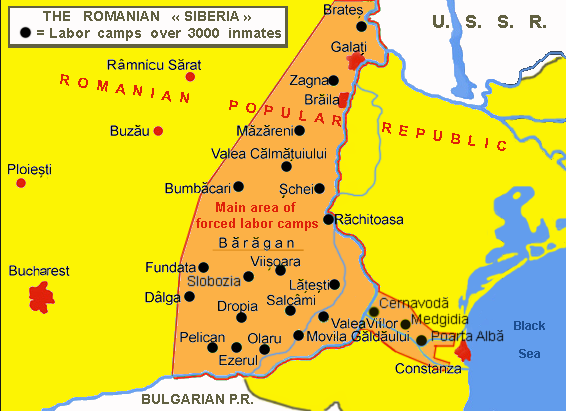 THE ROMANIAN « SIBERIA »
= Labor camps over 3000 inmates
Brateș
U. S. S. R.
Galați
Râmnicu Sărat
Zagna
ROMANIAN POPULAR REPUBLIC
Brăila
Buzău
Măzăreni
Valea Călmățuiului
Ploiești
Bumbăcari
Șchei
Main area of
forced labor camps
Răchitoasa
Bărăgan
Viișoara
Fundata
Bucharest
Slobozia
Lătești
Dâlga
Salcâmi
Cernavodă
Dropia
ValeaViilor
Medgidia
Black
Sea
Pelican
Olaru
Movila Gâldăului
Poarta Albă
Ezerul
Constanza
BULGARIAN P.R.